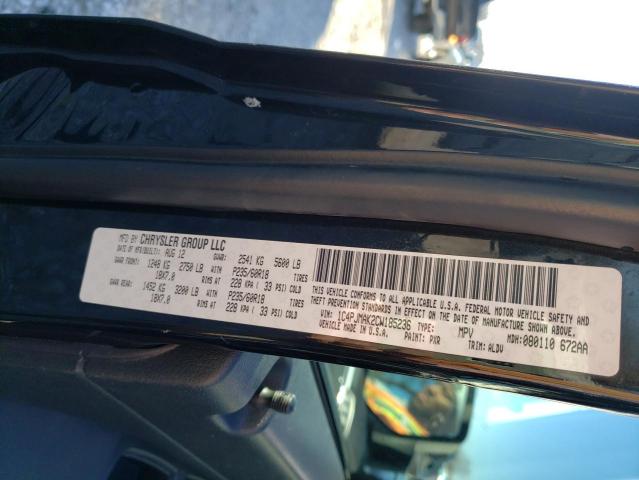 MFD BY CHRYSLER GROUP LLC
DATE OF MFG/BUILT: AUG 12 GVWR: 2541 KG 5600 LB
GAWR FRONT: 1248 KG 2750 LB WITH P235/60R18 TIRES
18X7.0 RIMS AT 228 KPA ( 33 PSI) COLD
GAWR REAR: 1452 KG 3200 LB WITH P235/60R18 TIRES
18X7.0 RIMS AT 228 KPA ( 33 PSI) COLD
THIS VEHICLE CONFORMS TO ALL APPLICABLE U.S.A. FEDERAL MOTOR VEHICLE SAFETY AND
THEFT PREVENTION STANDARDS IN EFFECT ON THE DATE OF MANUFACTURE SHOWN ABOVE.
VIN: 1C4PJMAK2CW185236 TYPE: MPV MDH: 080110 672AA
MADE IN U.S.A. PAINT: PXR TRIM: ALDV